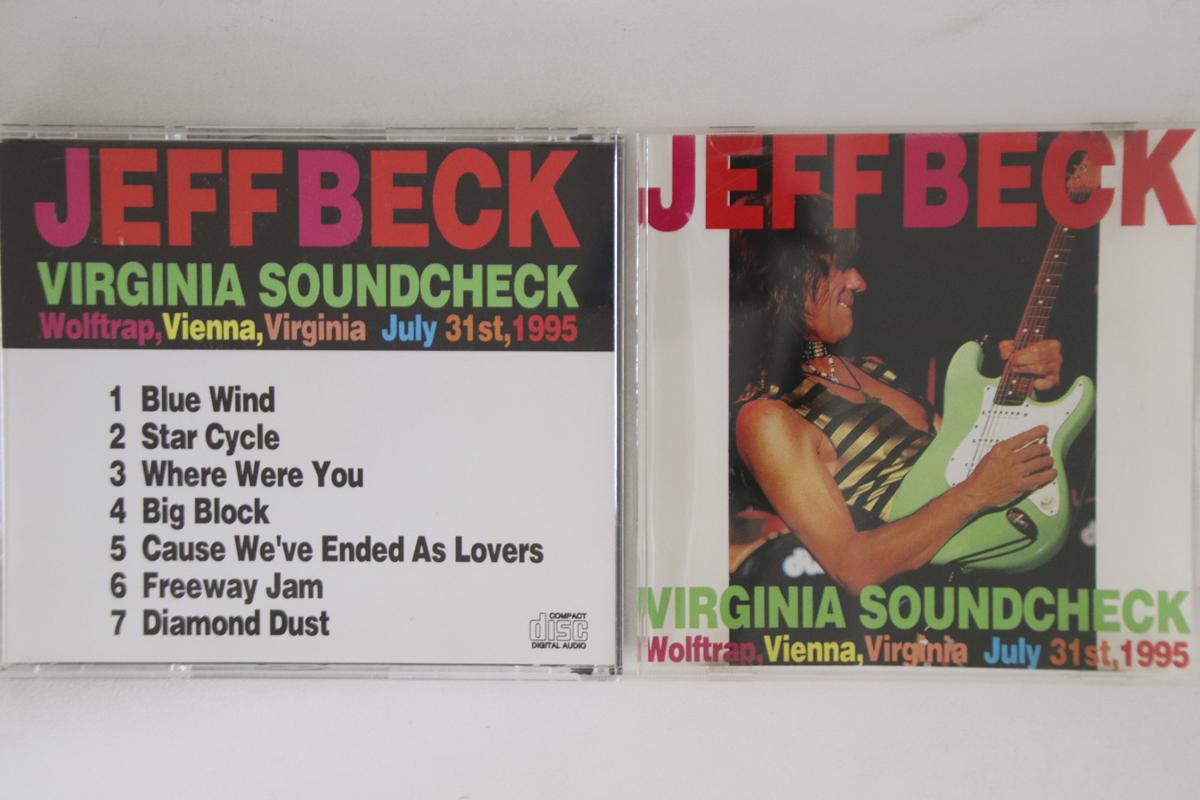 JEFF BECK
VIRGINIA SOUNDCHECK
Wolftrap,Vienna,Virginia July 31st,1995
1 Blue Wind
2 Star Cycle
3 Where Were You
4 Big Block
5 Cause We've Ended As Lovers
6 Freeway Jam
7 Diamond Dust
COMPACT
disc
DIGITAL AUDIO
JEFF BECK
VIRGINIA SOUNDCHECK
Wolftrap,Vienna,Virginia July 31st,1995